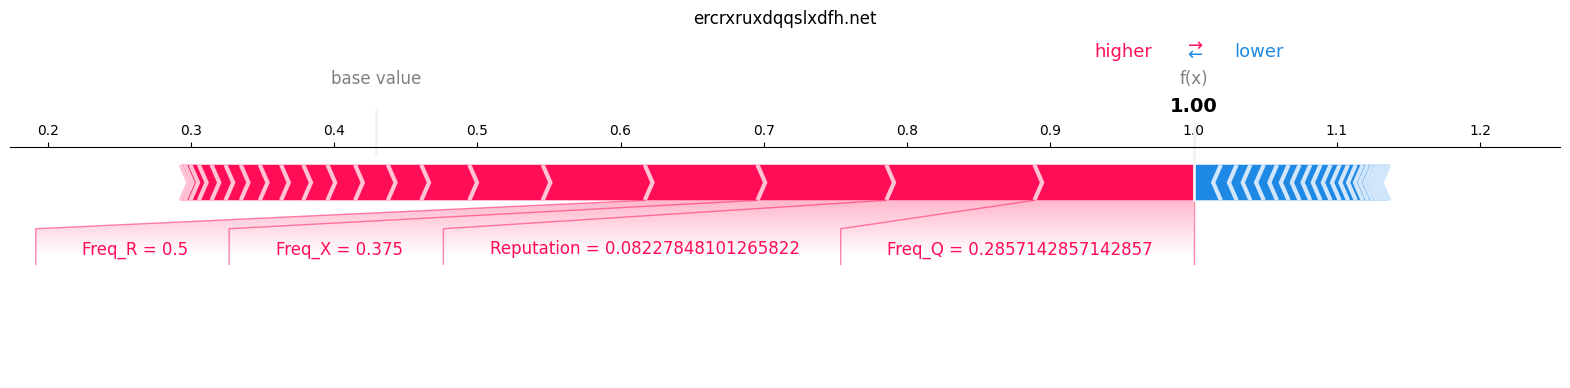 ercrxruxdqqslxdfh.net
higher → ← lower
base value f(x)
1.00
0.2 0.3 0.4 0.5 0.6 0.7 0.8 0.9 1.0 1.1 1.2
Freq_R = 0.5 Freq_X = 0.375 Reputation = 0.08227848101265822 Freq_Q = 0.2857142857142857